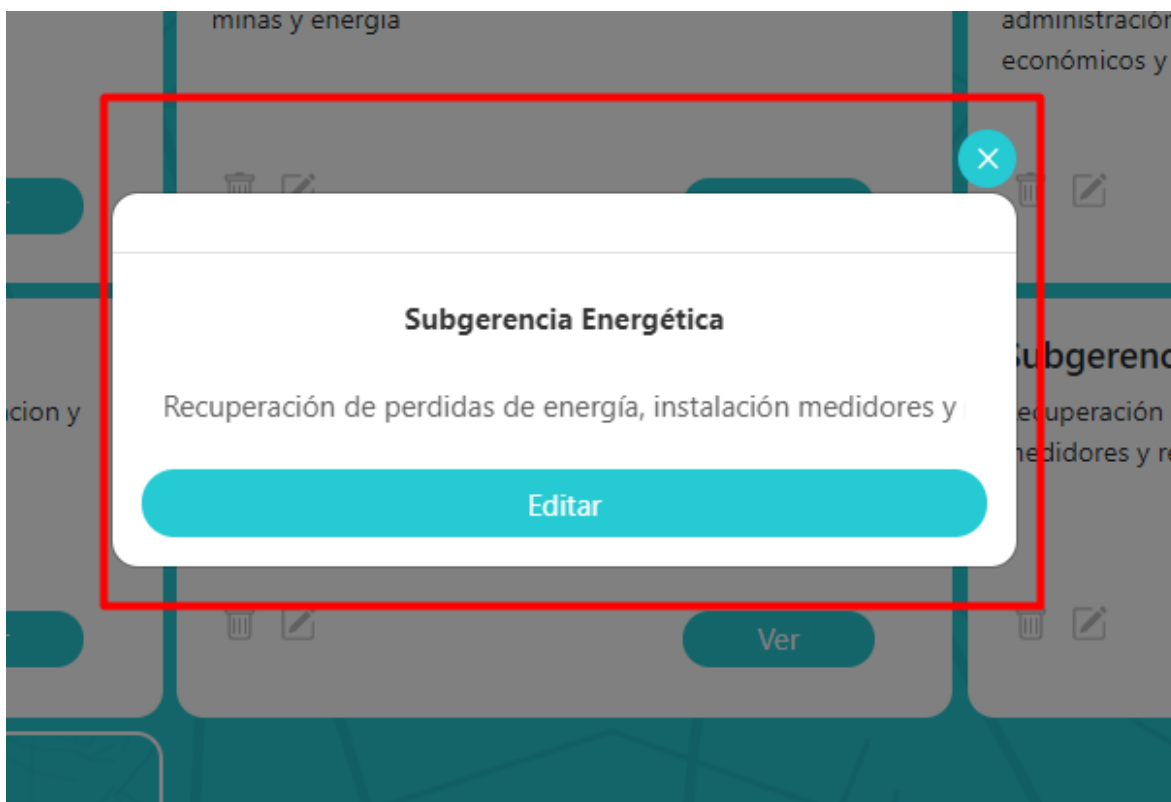 minas y energía
administración
económicos y
Subgerencia Energética
Subgerenc
Recuperación de perdidas de energía, instalación medidores y
cion y
ecuperación
medidores y re
Editar
Ver